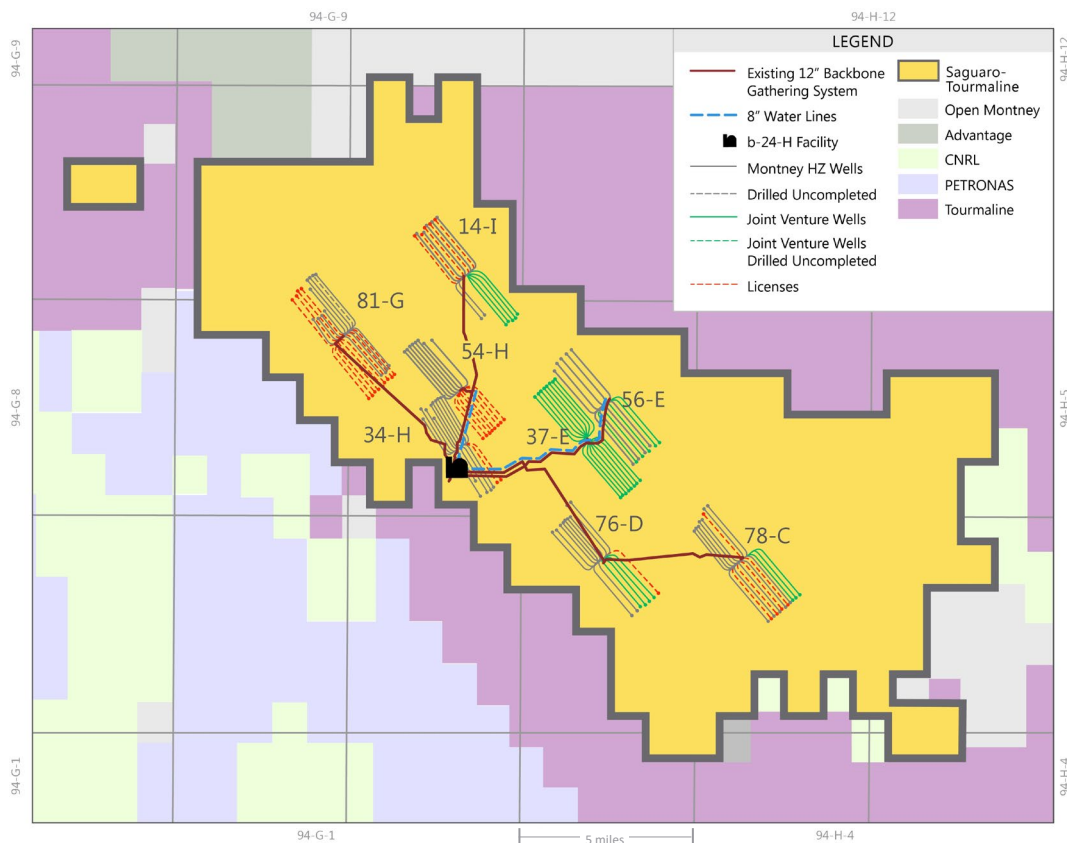 94-G-9
94-H-12
94-G-9
94-H-12
LEGEND
Existing 12” Backbone
Gathering System
8” Water Lines
b-24-H Facility
Montney HZ Wells
Drilled Uncompleted
Joint Venture Wells
Joint Venture Wells
Drilled Uncompleted
Licenses
Saguaro-
Tourmaline
Open Montney
Advantage
CNRL
PETRONAS
Tourmaline
14-I
81-G
54-H
56-E
34-H
37-E
76-D
78-C
94-G-8
94-H-5
94-G-1
94-H-4
94-G-1
5 miles
94-H-4